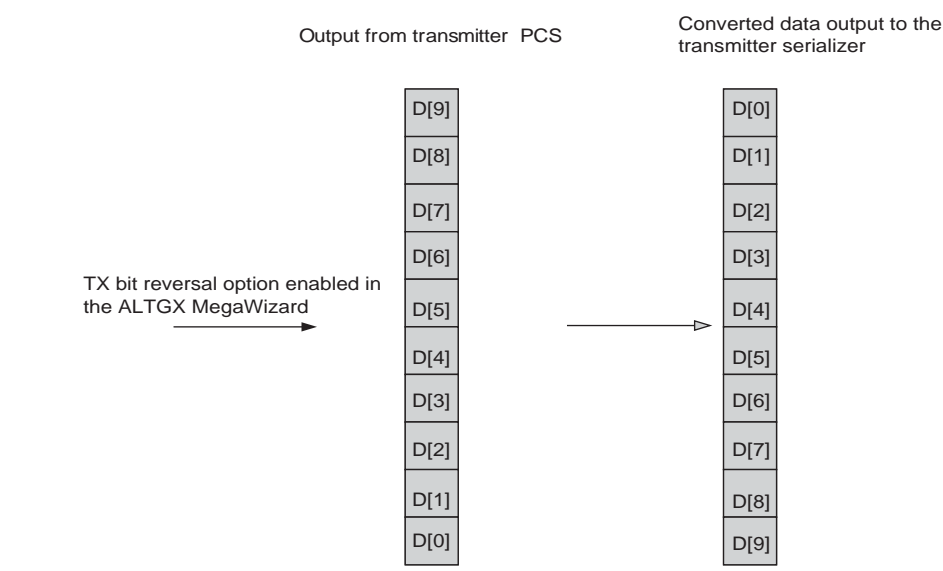 Output from transmitter PCS
Converted data output to the
transmitter serializer
TX bit reversal option enabled in
the ALTGX MegaWizard
D[9]
D[8]
D[7]
D[6]
D[5]
D[4]
D[3]
D[2]
D[1]
D[0]
D[0]
D[1]
D[2]
D[3]
D[4]
D[5]
D[6]
D[7]
D[8]
D[9]